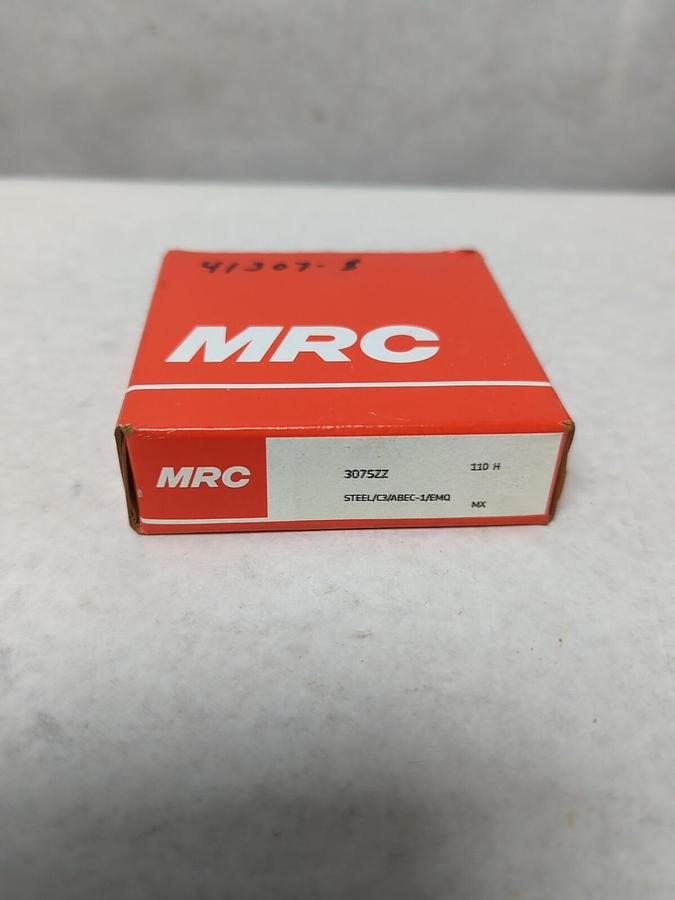 41307-8
MRC
MRC
307SZZ
110 H
STEEL/C3/ABEC-1/EMQ
MX